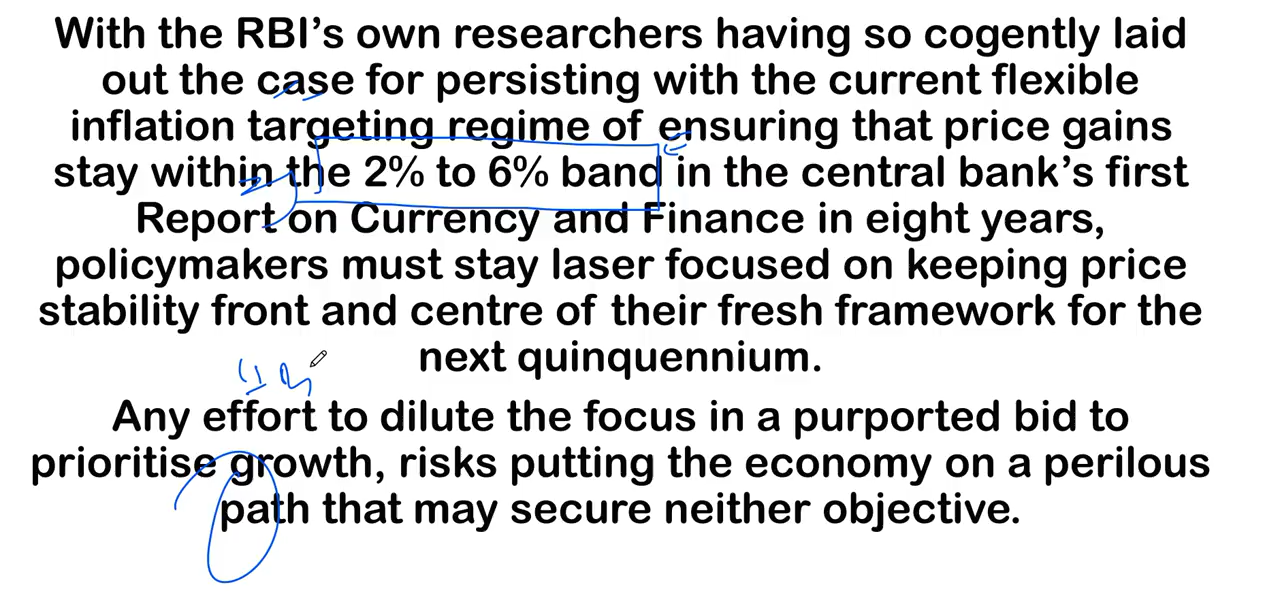 With the RBI’s own researchers having so cogently laid
out the case for persisting with the current flexible
inflation targeting regime of ensuring that price gains
stay within the 2% to 6% band in the central bank’s first
Report on Currency and Finance in eight years,
policymakers must stay laser focused on keeping price
stability front and centre of their fresh framework for the
next quinquennium.
Any effort to dilute the focus in a purported bid to
prioritise growth, risks putting the economy on a perilous
path that may secure neither objective.